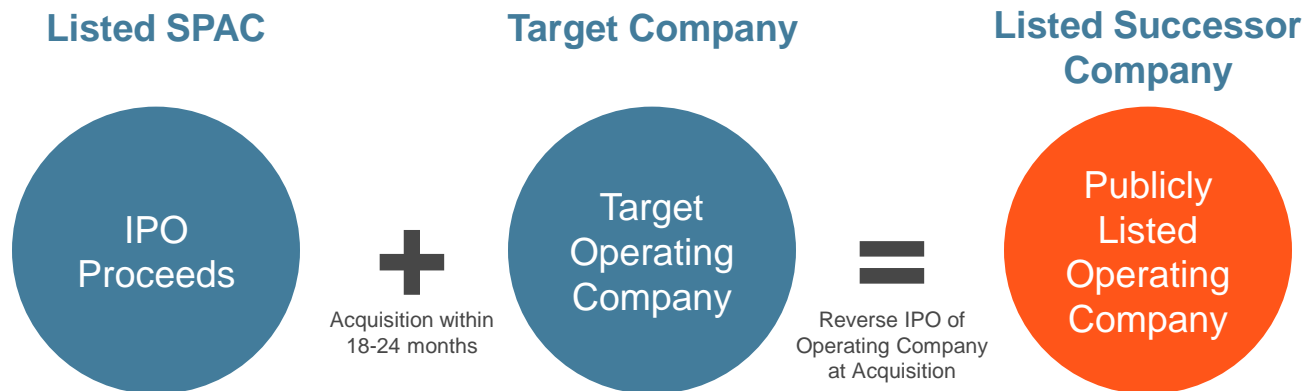 Listed SPAC
Target Company
Listed Successor
Company
IPO
Proceeds
Acquisition within
18-24 months
Target
Operating
Company
Reverse IPO of
Operating Company
at Acquisition
Publicly
Listed
Operating
Company